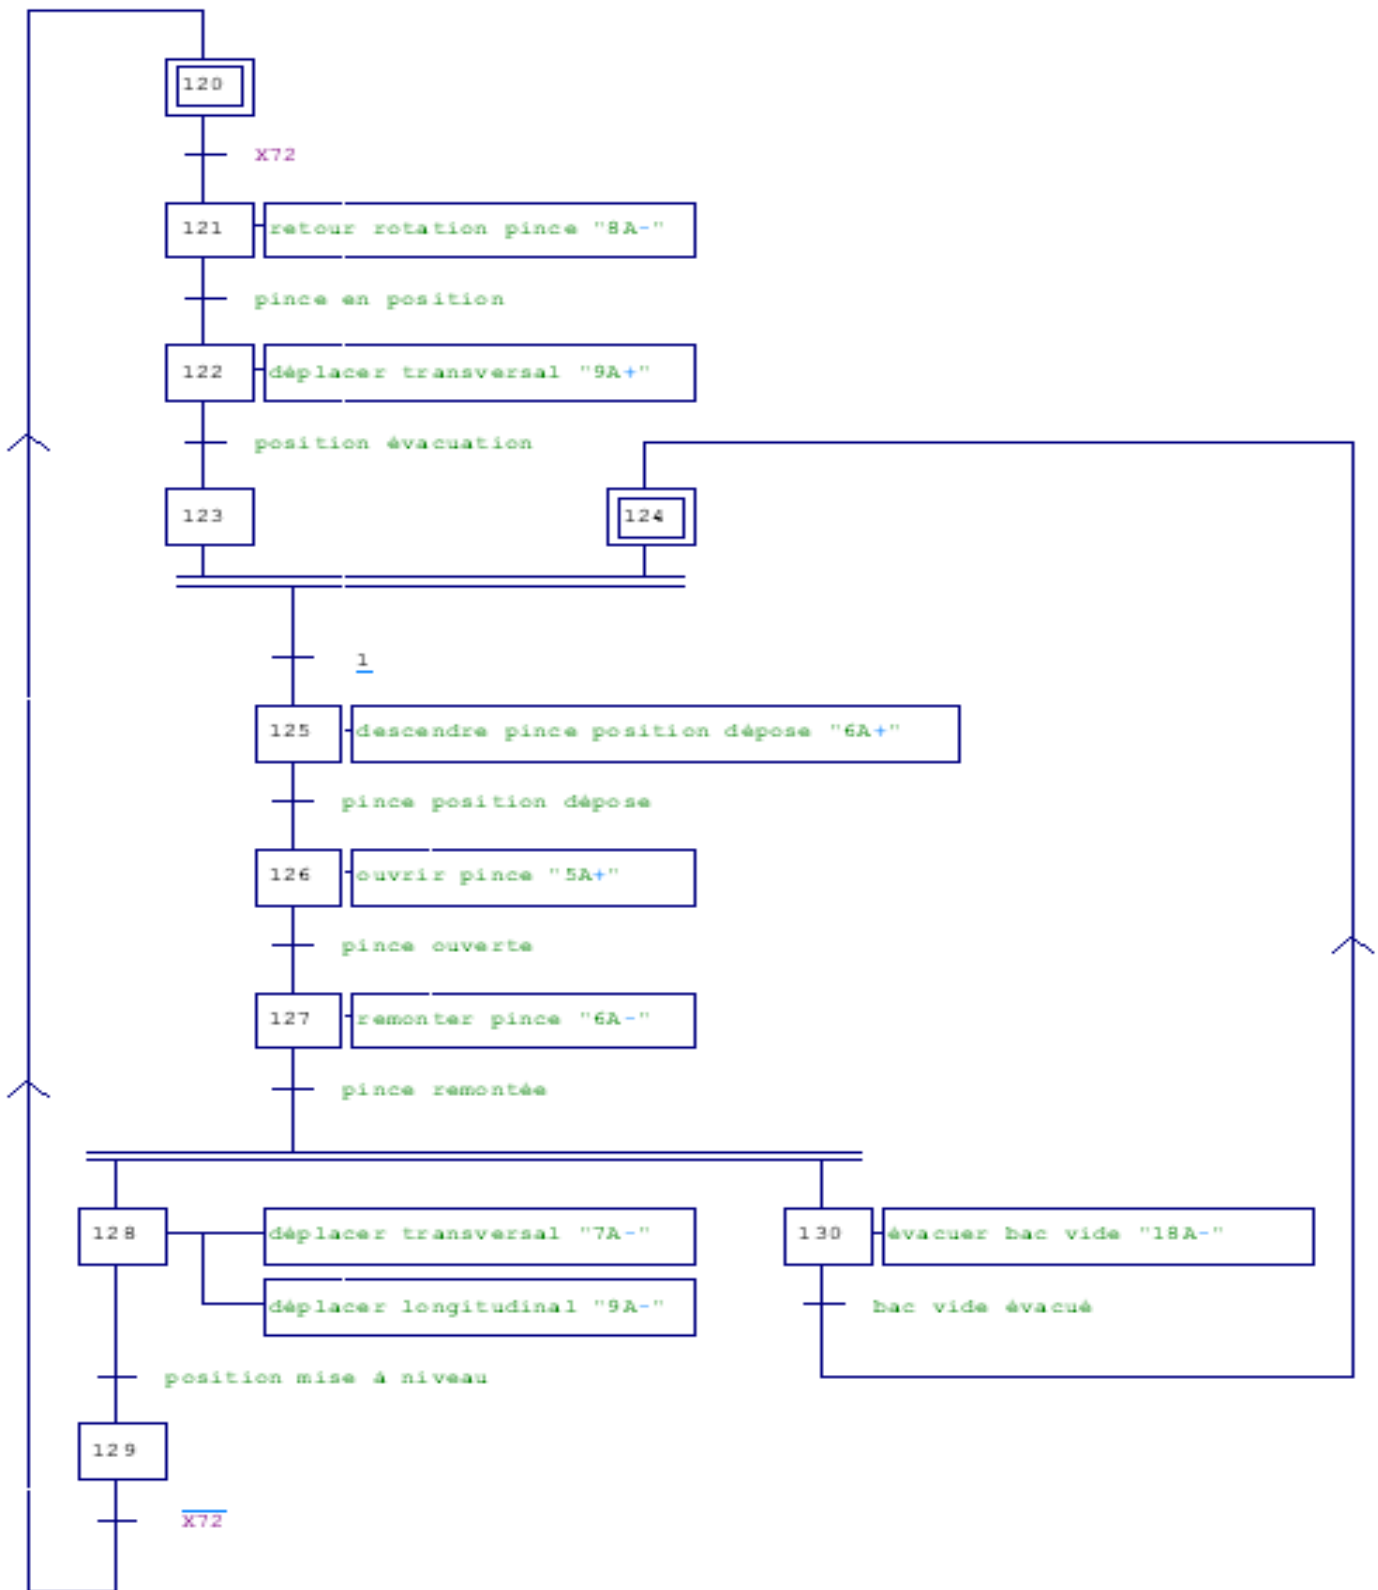 120
X72
121 retour rotation pince "8A-"
pince en position
122 déplacer transversal "9A+"
position évacuation
123 124
1
125 descendre pince position dépose "6A+"
pince position dépose
126 ouvrir pince "5A+"
pince ouverte
127 remonter pince "6A-"
pince remontée
128 déplacer transversal "7A-" 130 évacuer bac vide "18A-"
déplacer longitudinal "9A-" bac vide évacué
position mise à niveau
129
X72